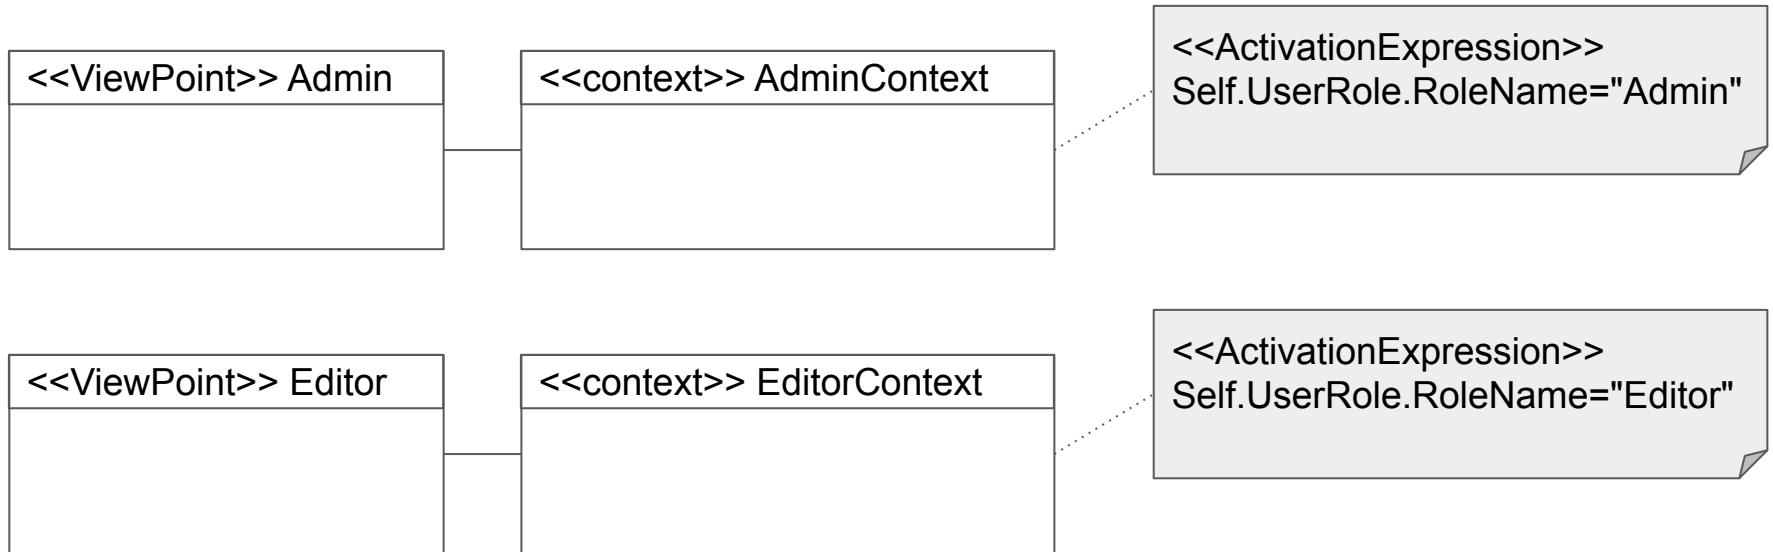 <<ViewPoint>> Admin
<<context>> AdminContext
<<ActivationExpression>>
Self.UserRole.RoleName="Admin"
<<ViewPoint>> Editor
<<context>> EditorContext
<<ActivationExpression>>
Self.UserRole.RoleName="Editor"